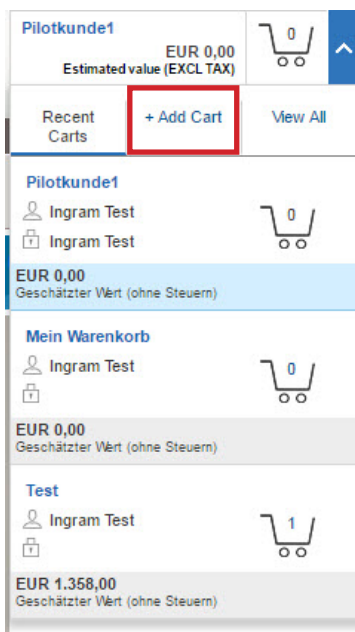 Pilotkunde1
0
EUR 0,00
Estimated value (EXCL TAX)
Recent Carts
+ Add Cart
View All
Pilotkunde1
Ingram Test
0
Ingram Test
EUR 0,00
Geschätzter Wert (ohne Steuern)
Mein Warenkorb
Ingram Test
0
EUR 0,00
Geschätzter Wert (ohne Steuern)
Test
Ingram Test
1
EUR 1.358,00
Geschätzter Wert (ohne Steuern)